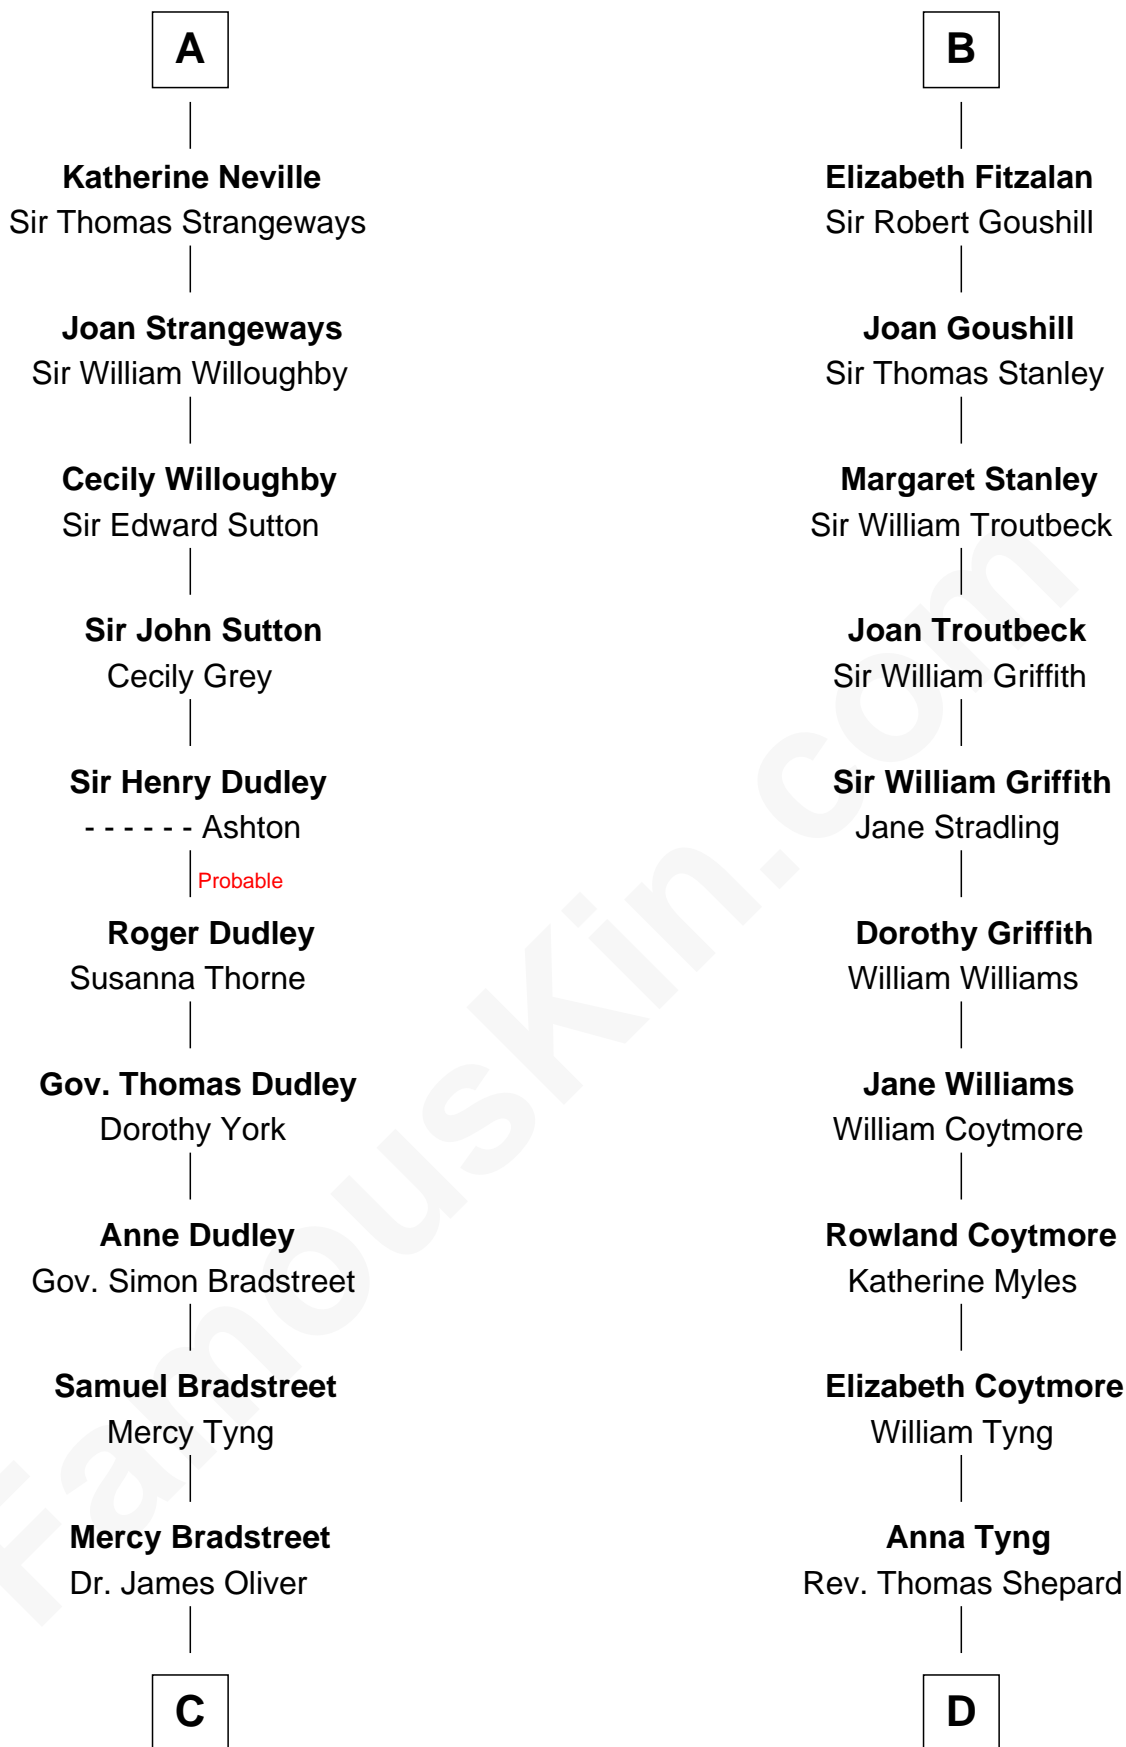 A
Katherine Neville
Sir Thomas Strangeways
Joan Strangeways
Sir William Willoughby
Cecily Willoughby
Sir Edward Sutton
Sir John Sutton
Cecily Grey
Sir Henry Dudley
- - - - - - Ashton
Probable
Roger Dudley
Susanna Thorne
Gov. Thomas Dudley
Dorothy York
Anne Dudley
Gov. Simon Bradstreet
Samuel Bradstreet
Mercy Tyng
Mercy Bradstreet
Dr. James Oliver
C
B
Elizabeth Fitzalan
Sir Robert Goushill
Joan Goushill
Sir Thomas Stanley
Margaret Stanley
Sir William Troutbeck
Joan Troutbeck
Sir William Griffith
Sir William Griffith
Jane Stradling
Dorothy Griffith
William Williams
Jane Williams
William Coytmore
Rowland Coytmore
Katherine Myles
Elizabeth Coytmore
William Tyng
Anna Tyng
Rev. Thomas Shepard
D
FamousKin.com